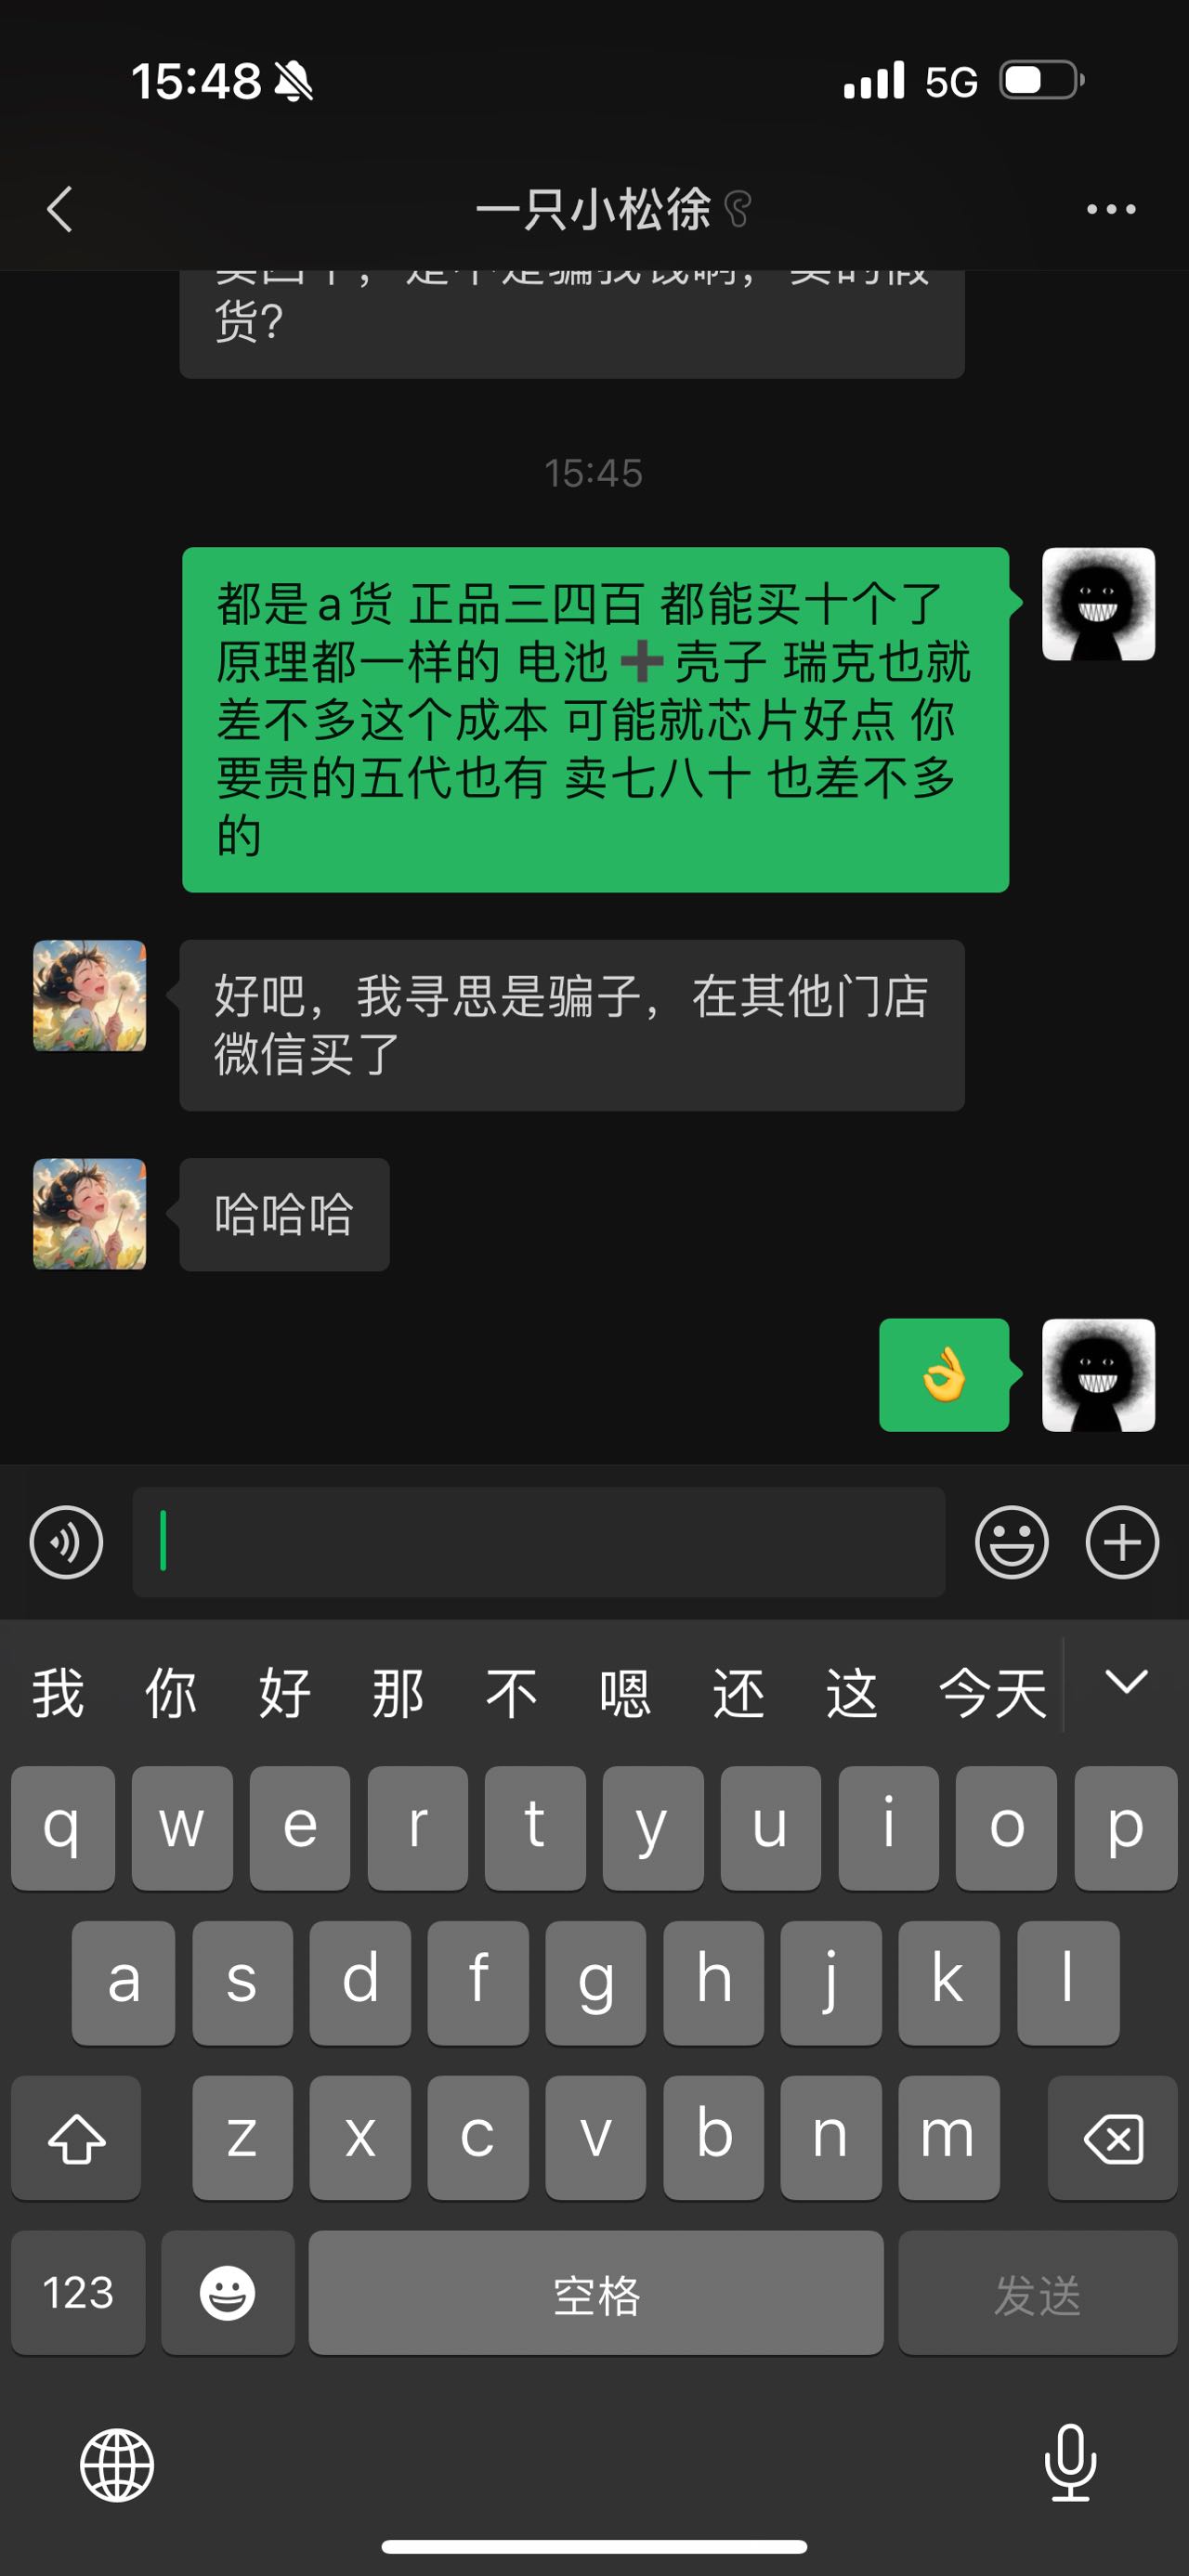 15:48
5G
一只小松徐
货?
15:45
都是a货 正品三四百 都能买十个了
原理都一样的 电池➕壳子 瑞克也就
差不多这个成本 可能就芯片好点 你
要贵的五代也有 卖七八十 也差不多
的
好吧，我寻思是骗子，在其他门店
微信买了
哈哈哈
👌
我 你 好 那 不 嗯 还 这 今天
q w e r t y u i o p
a s d f g h j k l
z x c v b n m
123 空格 发送